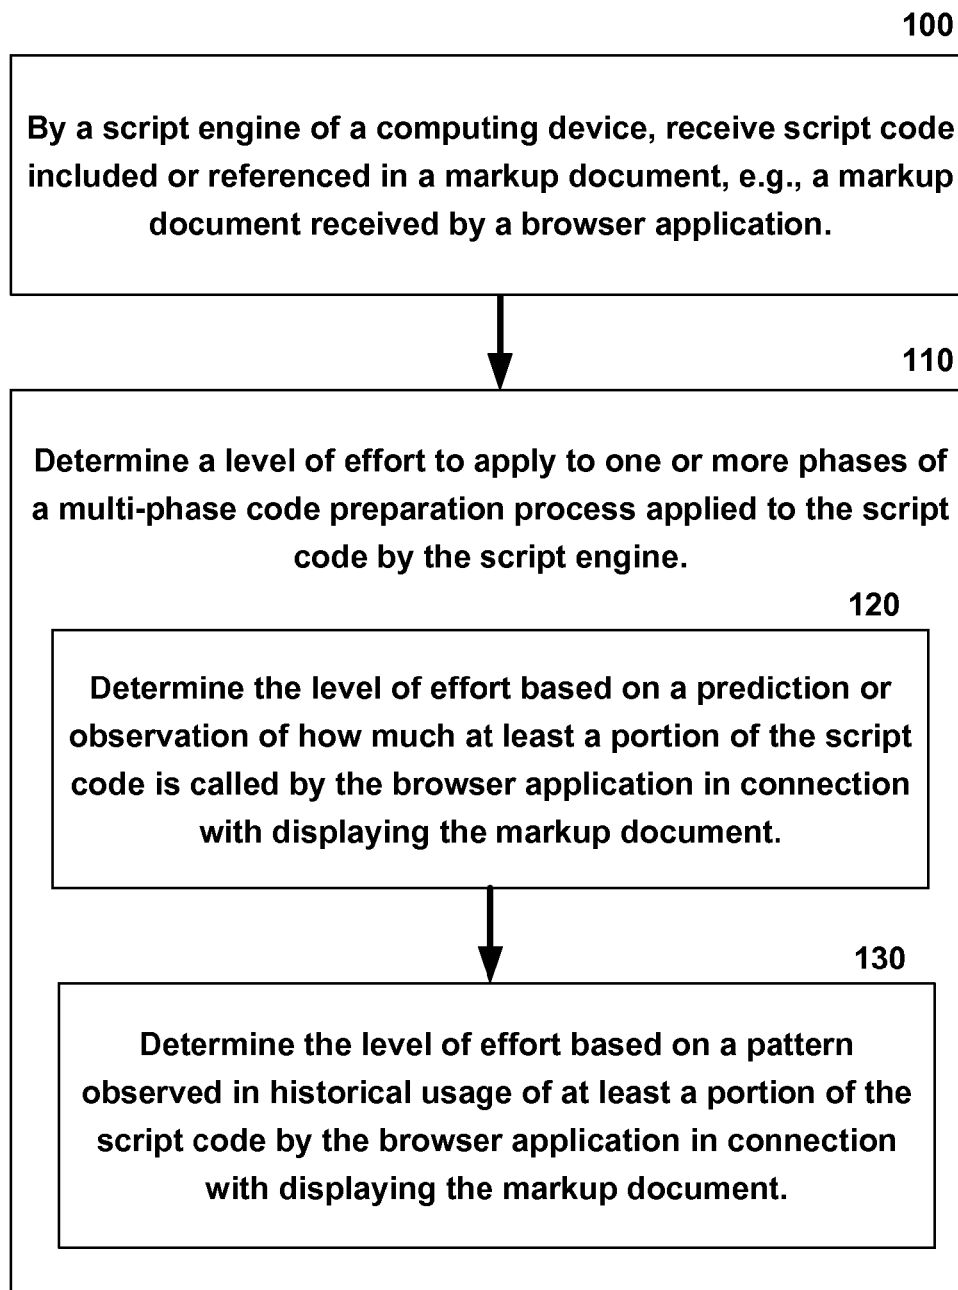 100
By a script engine of a computing device, receive script code
included or referenced in a markup document, e.g., a markup
document received by a browser application.
110
Determine a level of effort to apply to one or more phases of
a multi-phase code preparation process applied to the script
code by the script engine.
120
Determine the level of effort based on a prediction or
observation of how much at least a portion of the script
code is called by the browser application in connection
with displaying the markup document.
130
Determine the level of effort based on a pattern
observed in historical usage of at least a portion of the
script code by the browser application in connection
with displaying the markup document.